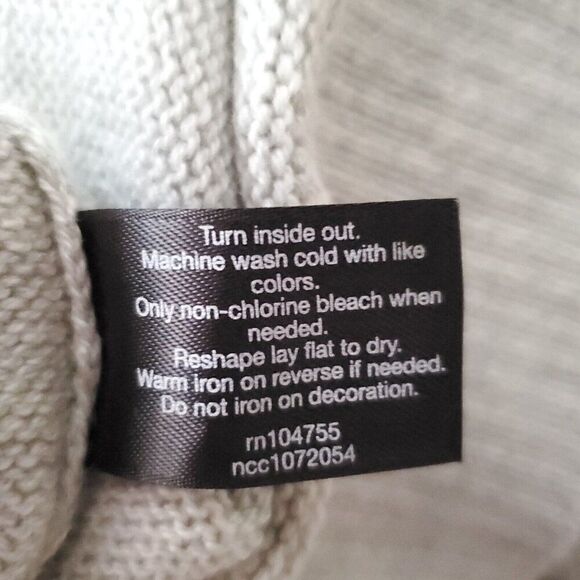 Turn inside out.
Machine wash cold with like
colors.
Only non-chlorine bleach when
needed.
Reshape lay flat to dry.
Warm iron on reverse if needed.
Do not iron on decoration.
rn104755
ncc1072054